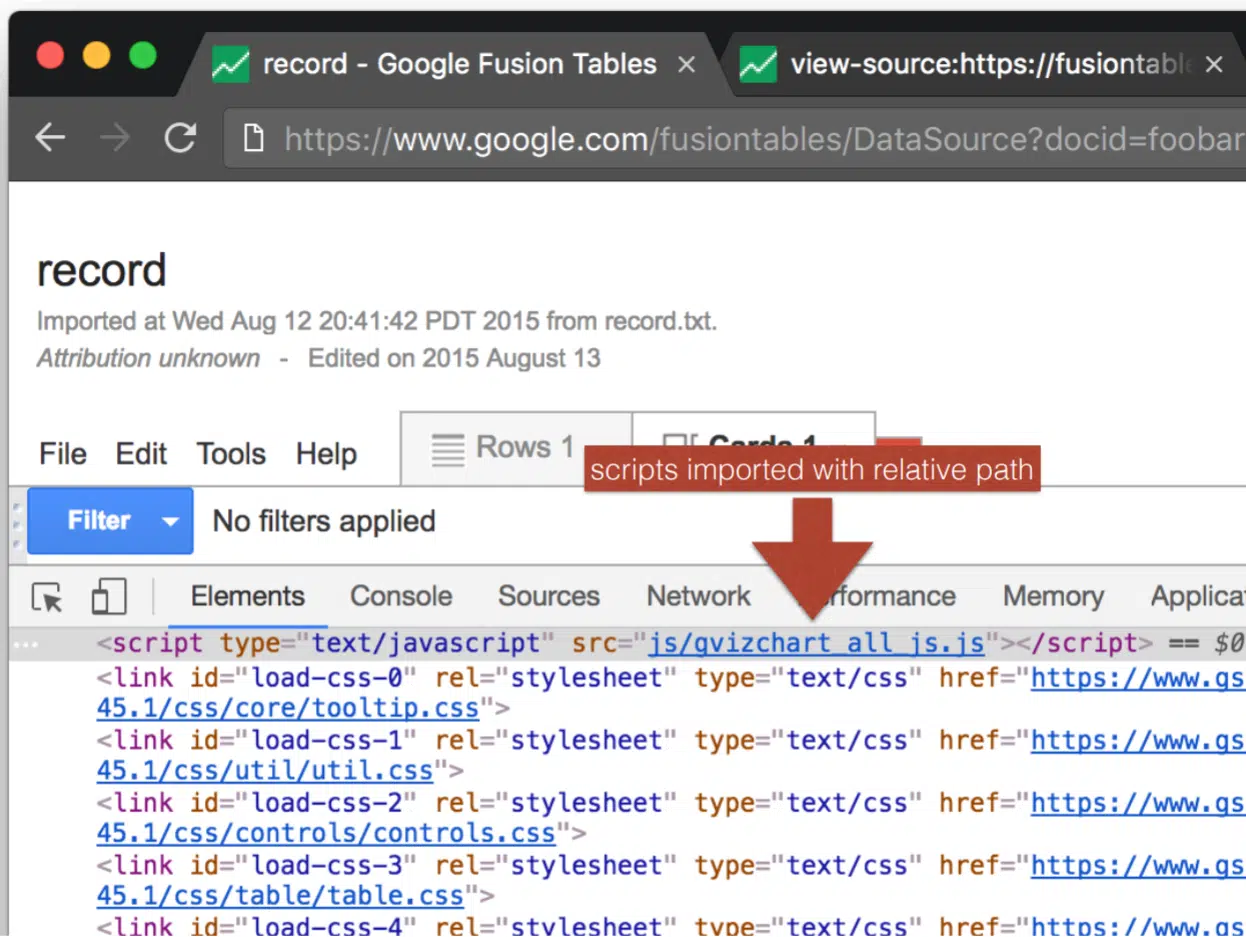 record - Google Fusion Tables
view-source:https://fusiontable
https://www.google.com/fusiontables/DataSource?docid=foobar
record
Imported at Wed Aug 12 20:41:42 PDT 2015 from record.txt.
Attribution unknown - Edited on 2015 August 13
File Edit Tools Help Rows 1 Cards 1
scripts imported with relative path
Filter No filters applied
Elements Console Sources Network Memory
<script type="text/javascript" src="js/gvizchart_all_js.js"></script> == $0
<link id="load-css-0" rel="stylesheet" type="text/css" href="https://www.gs
45.1/css/core/tooltip.css">
<link id="load-css-1" rel="stylesheet" type="text/css" href="https://www.gs
45.1/css/util/util.css">
<link id="load-css-2" rel="stylesheet" type="text/css" href="https://www.gs
45.1/css/controls/controls.css">
<link id="load-css-3" rel="stylesheet" type="text/css" href="https://www.gs
45.1/css/table/table.css">
<link id="load-css-4" rel="stylesheet" type="text/css" href="https://www.gs